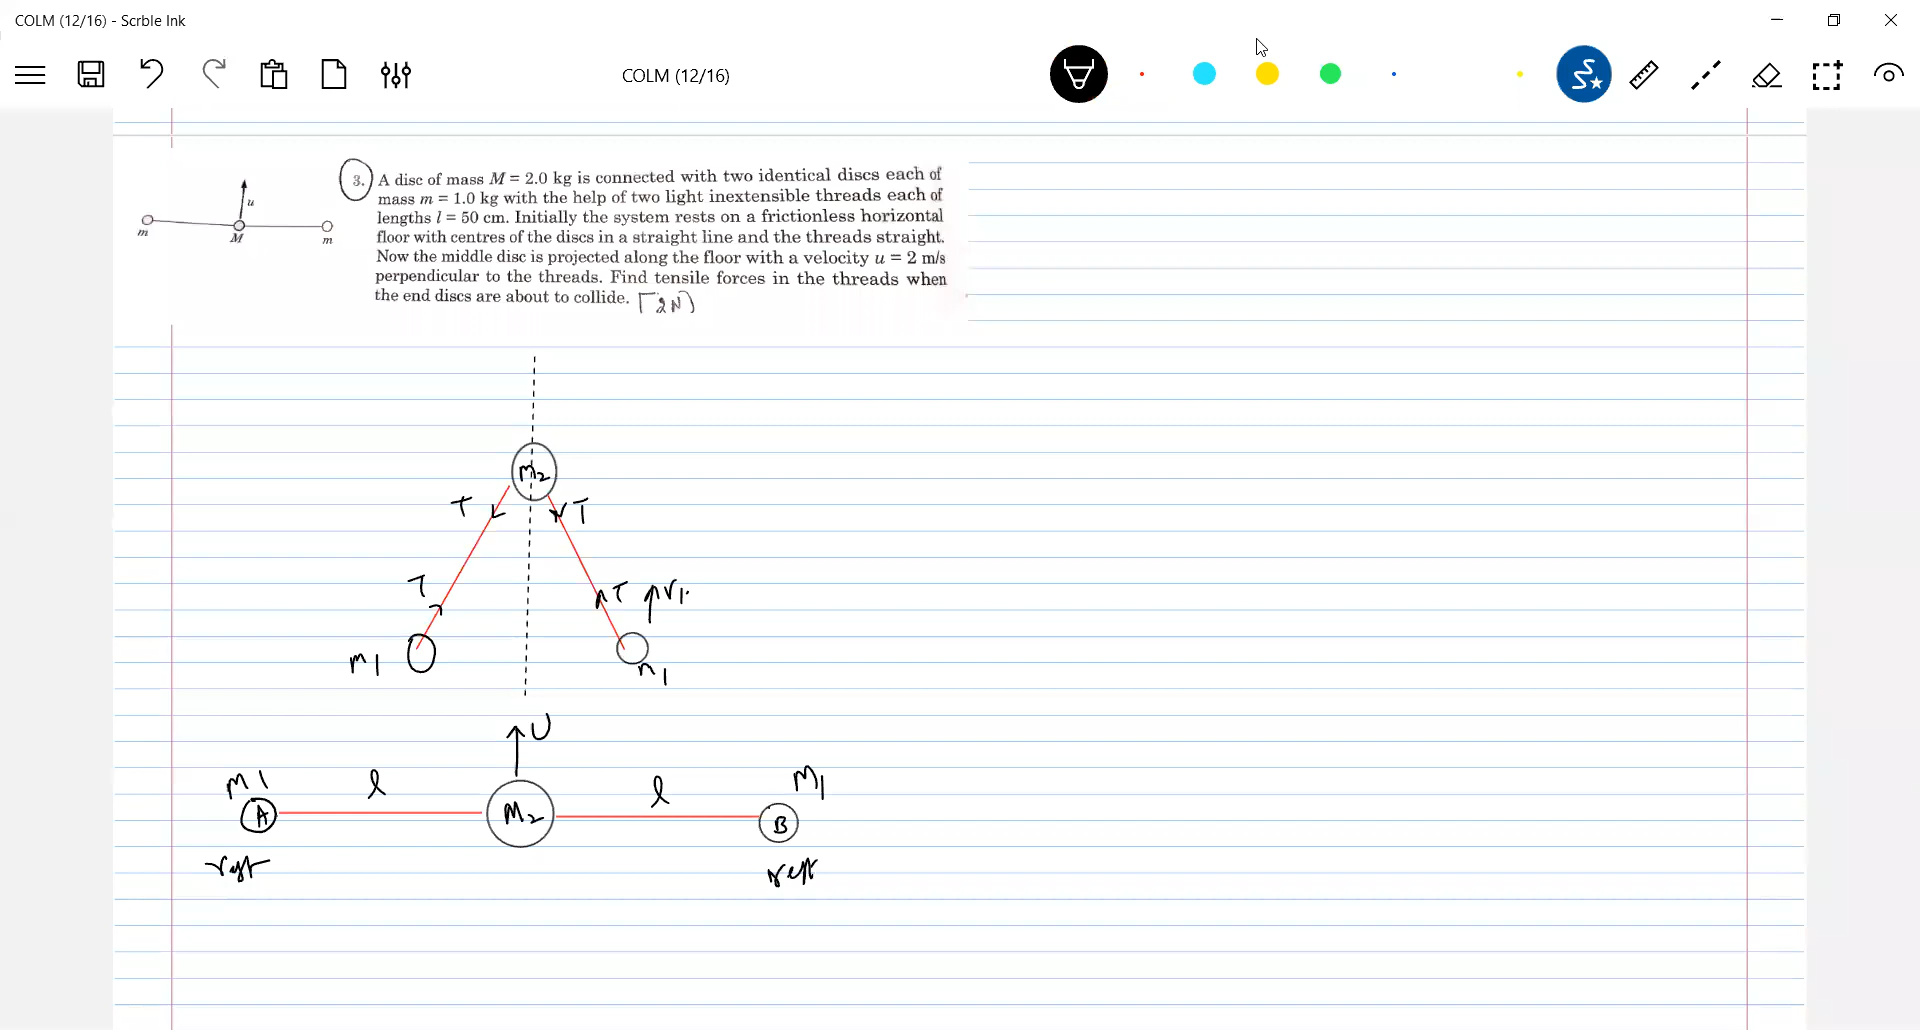 COLM (12/16) - Scrble Ink
COLM (12/16)
3. A disc of mass M = 2.0 kg is connected with two identical discs each of
mass m = 1.0 kg with the help of two light inextensible threads each of
lengths l = 50 cm. Initially the system rests on a frictionless horizontal
floor with centres of the discs in a straight line and the threads straight.
Now the middle disc is projected along the floor with a velocity u = 2 m/s
perpendicular to the threads. Find tensile forces in the threads when
the end discs are about to collide. [2N)
u
m
M
m
m2
T
T
T
T
v1
m1
m1
U
M1
l
l
M1
A
M2
B
rest
rest